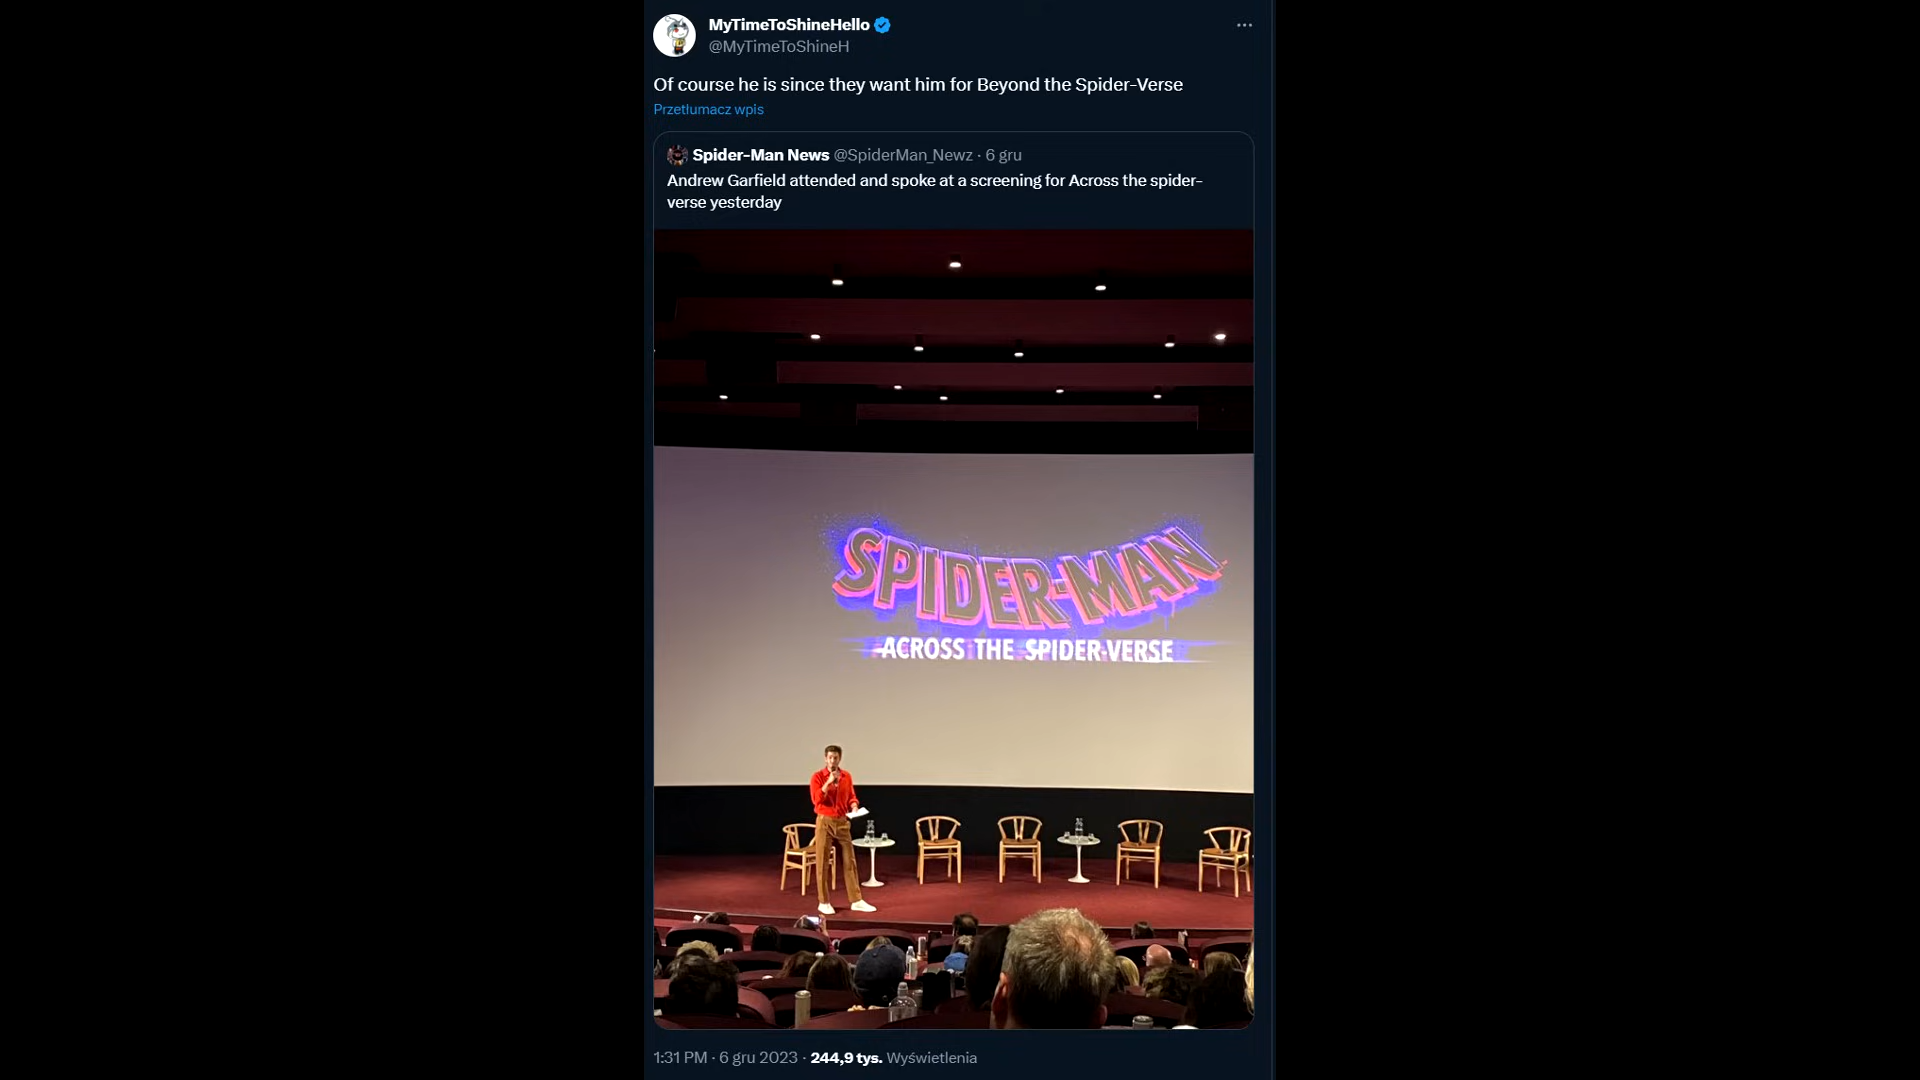 MyTimeToShineHello
@MyTimeToShineH
Of course he is since they want him for Beyond the Spider-Verse
Przetłumacz wpis
Spider-Man News @SpiderMan_Newz · 6 gru
Andrew Garfield attended and spoke at a screening for Across the spider-
verse yesterday
SPIDER-MAN
ACROSS THE SPIDER-VERSE
1:31 PM · 6 gru 2023 · 244,9 tys. Wyświetlenia